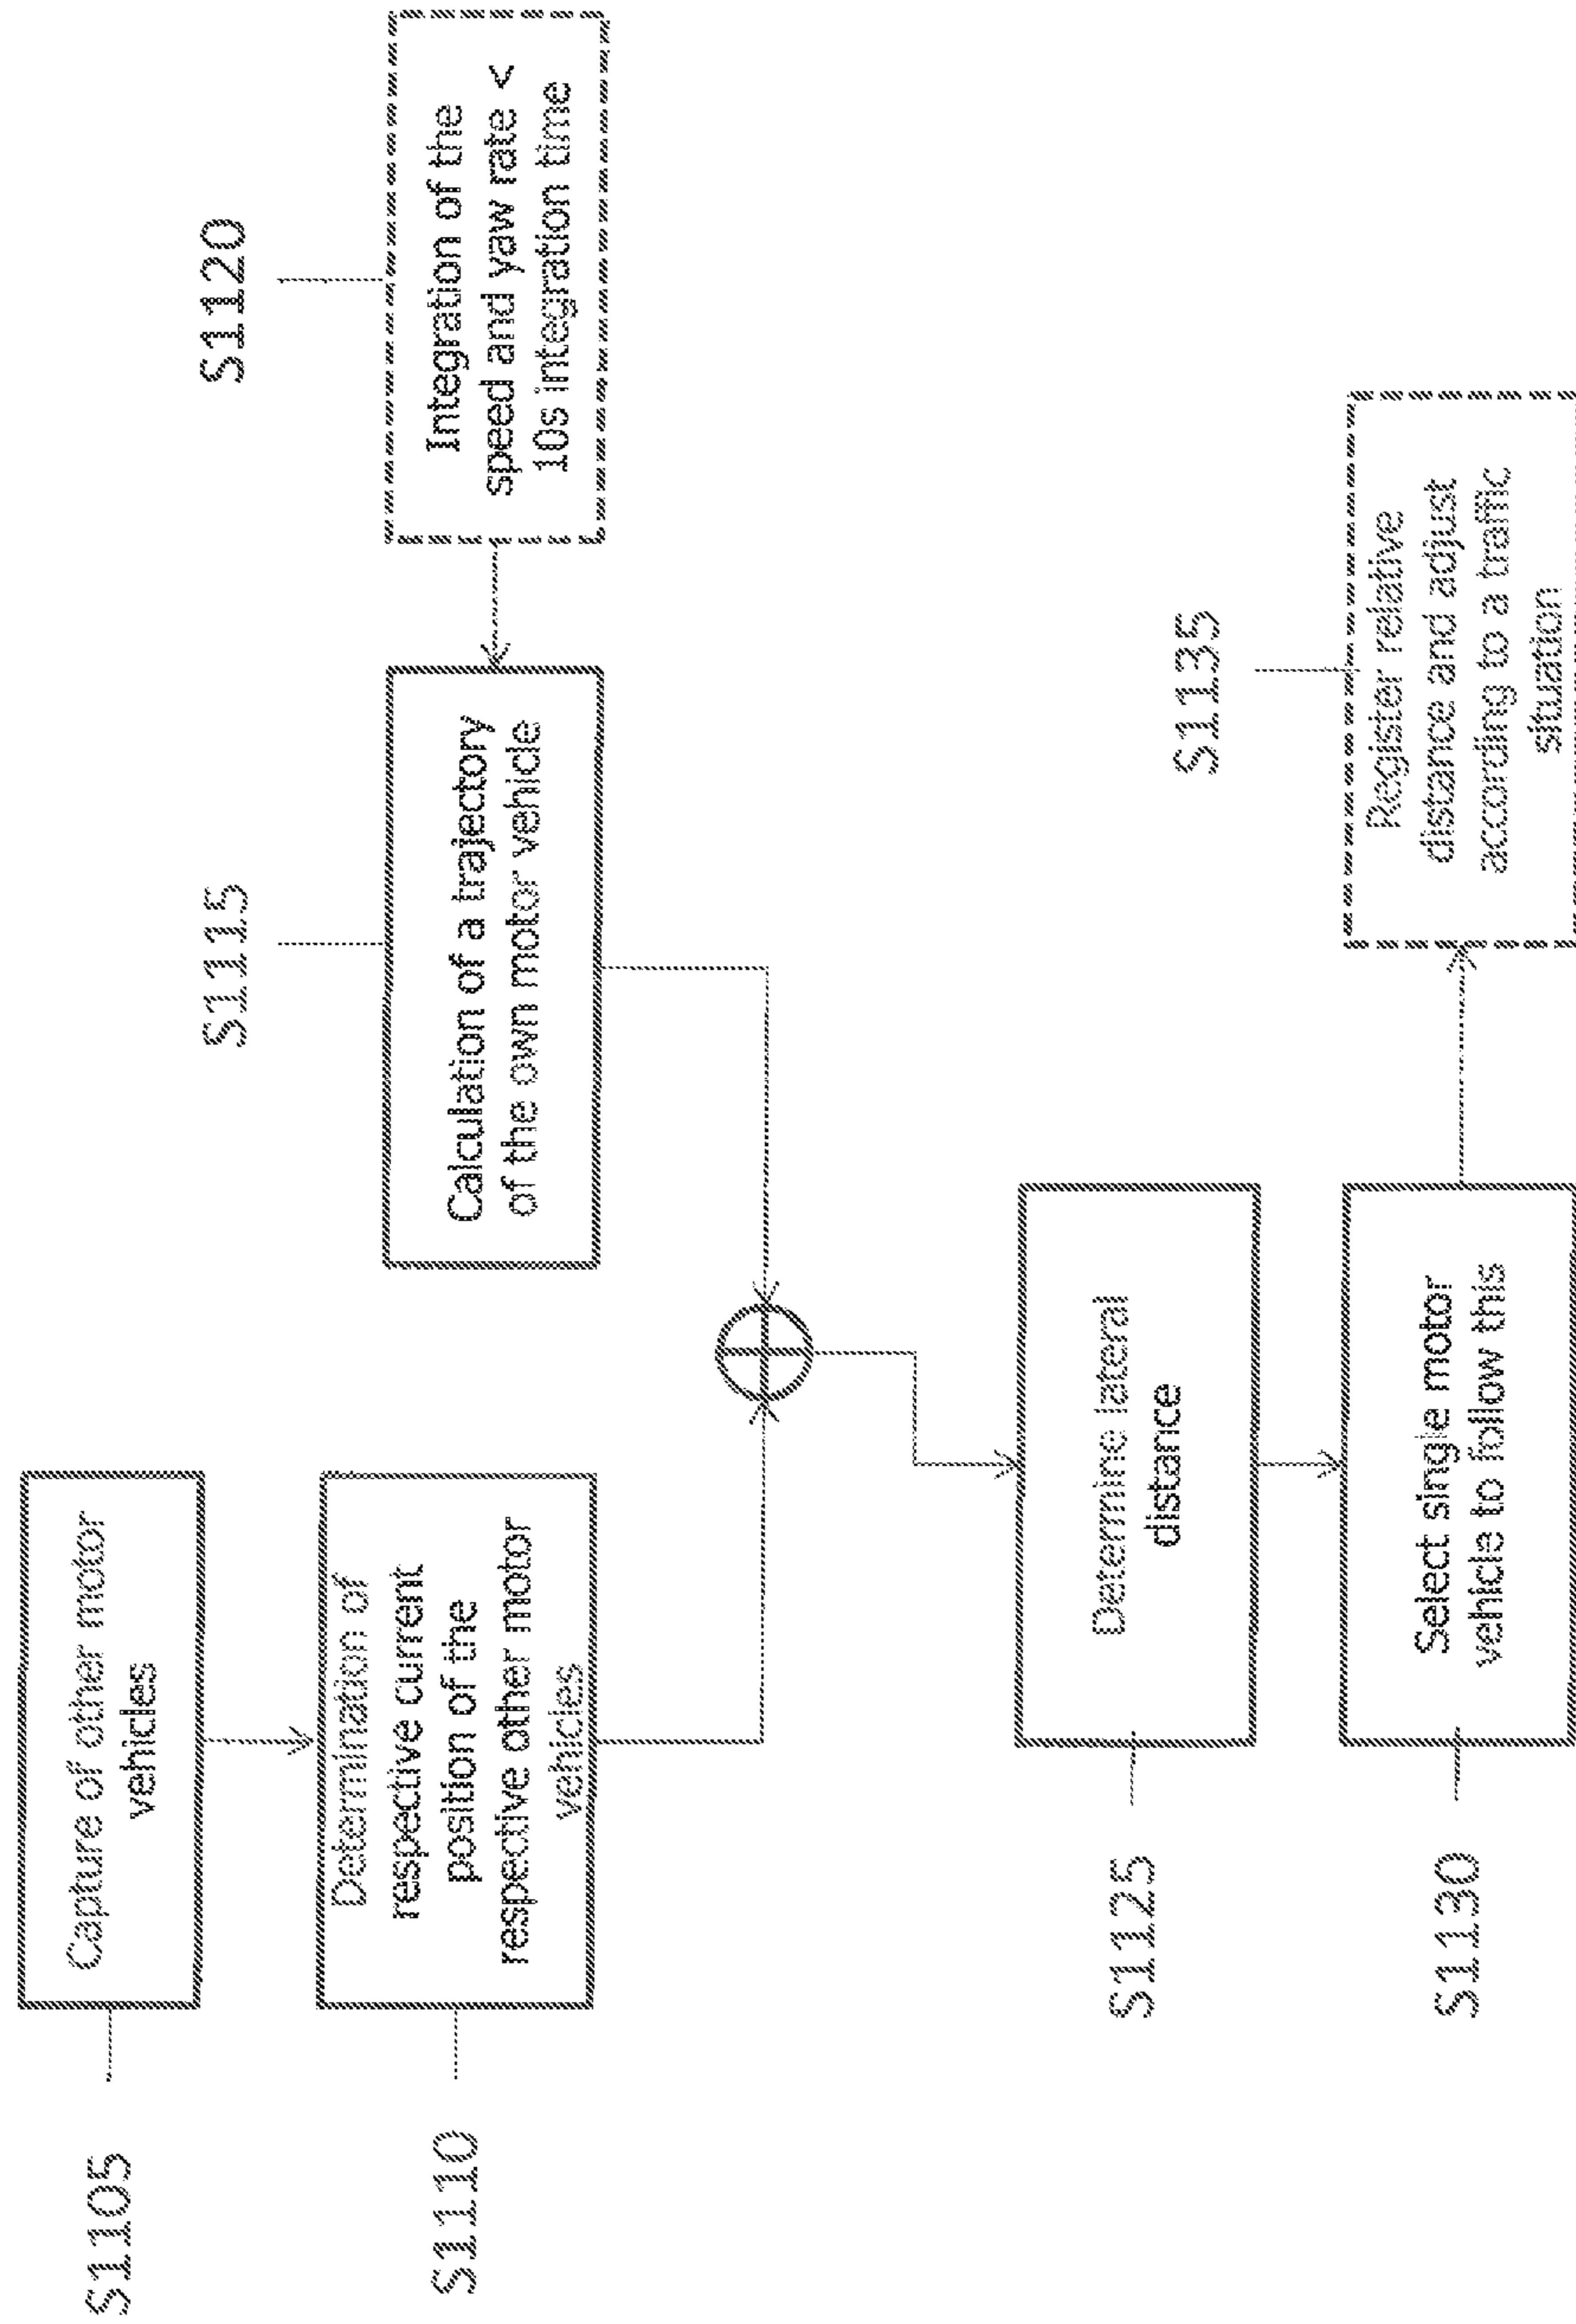 S1105
Capture of other motor
vehicles
S1110
Determination of
respective current
position of the
respective other motor
vehicles
S1115
Calculation of a trajectory
of the own motor vehicle
S1120
Integration of the
speed and yaw rate <
10s integration time
S1125
Determine lateral
distance
S1130
Select single motor
vehicle to follow this
S1135
Register relative
distance and adjust
according to a traffic
situation